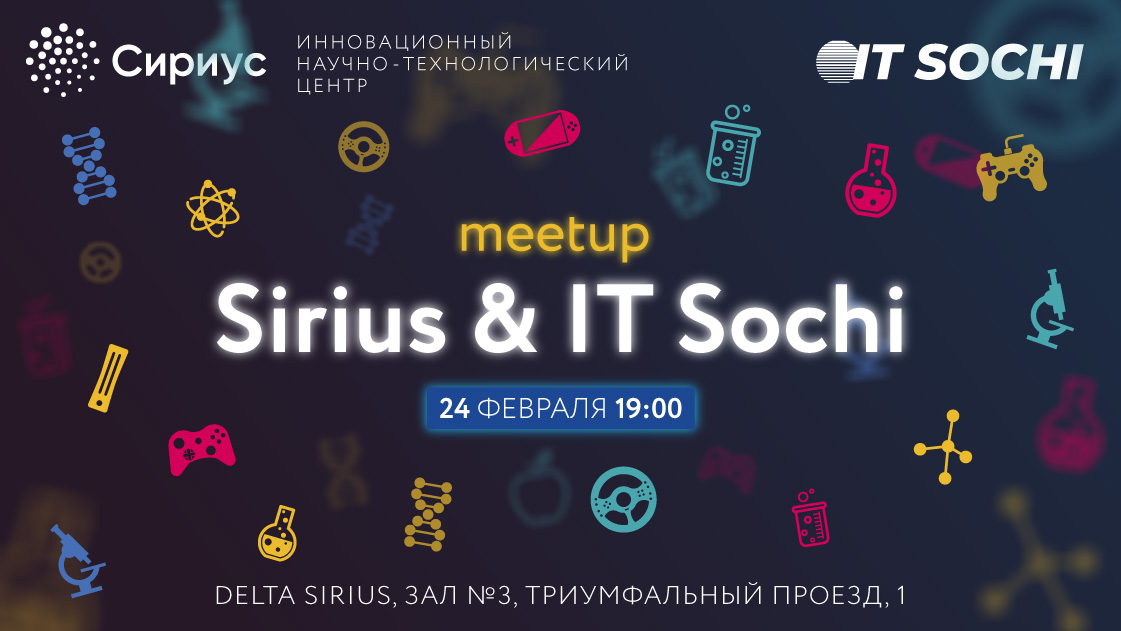 Сириус
ИННОВАЦИОННЫЙ
НАУЧНО-ТЕХНОЛОГИЧЕСКИЙ
ЦЕНТР
IT SOCHI
meetup
Sirius & IT Sochi
24 ФЕВРАЛЯ 19:00
DELTA SIRIUS, ЗАЛ №3, ТРИУМФАЛЬНЫЙ ПРОЕЗД, 1